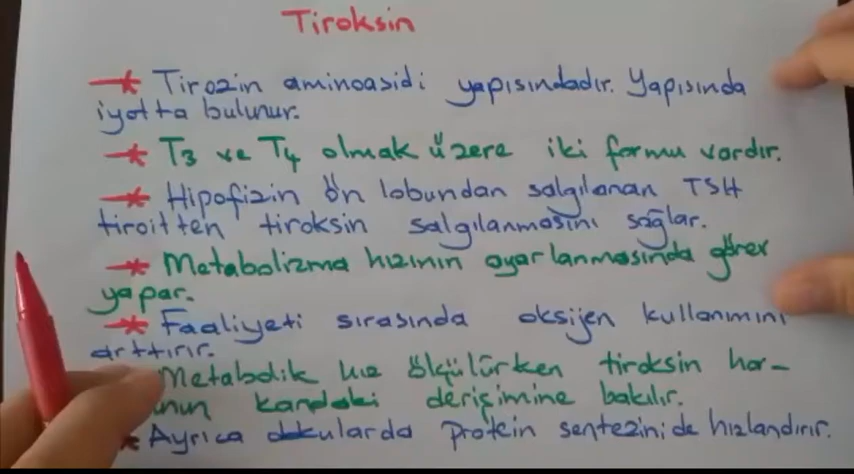 Tiroksin
* Tirozin aminoasidi yapısındadır. Yapısında
iyotta bulunur.
* T3 ve T4 olmak üzere iki formu vardır.
* Hipofizin ön lobundan salgılanan TSH
tiroitten tiroksin salgılanmasını sağlar.
* Metabolizma hızının ayarlanmasında görev
yapar.
* Faaliyeti sırasında oksijen kullanımını
arttırır.
Metabolik hız ölçülürken tiroksin hor-
kandaki derişimine bakılır.
* Ayrıca dokularda protein sentezini de hızlandırır.